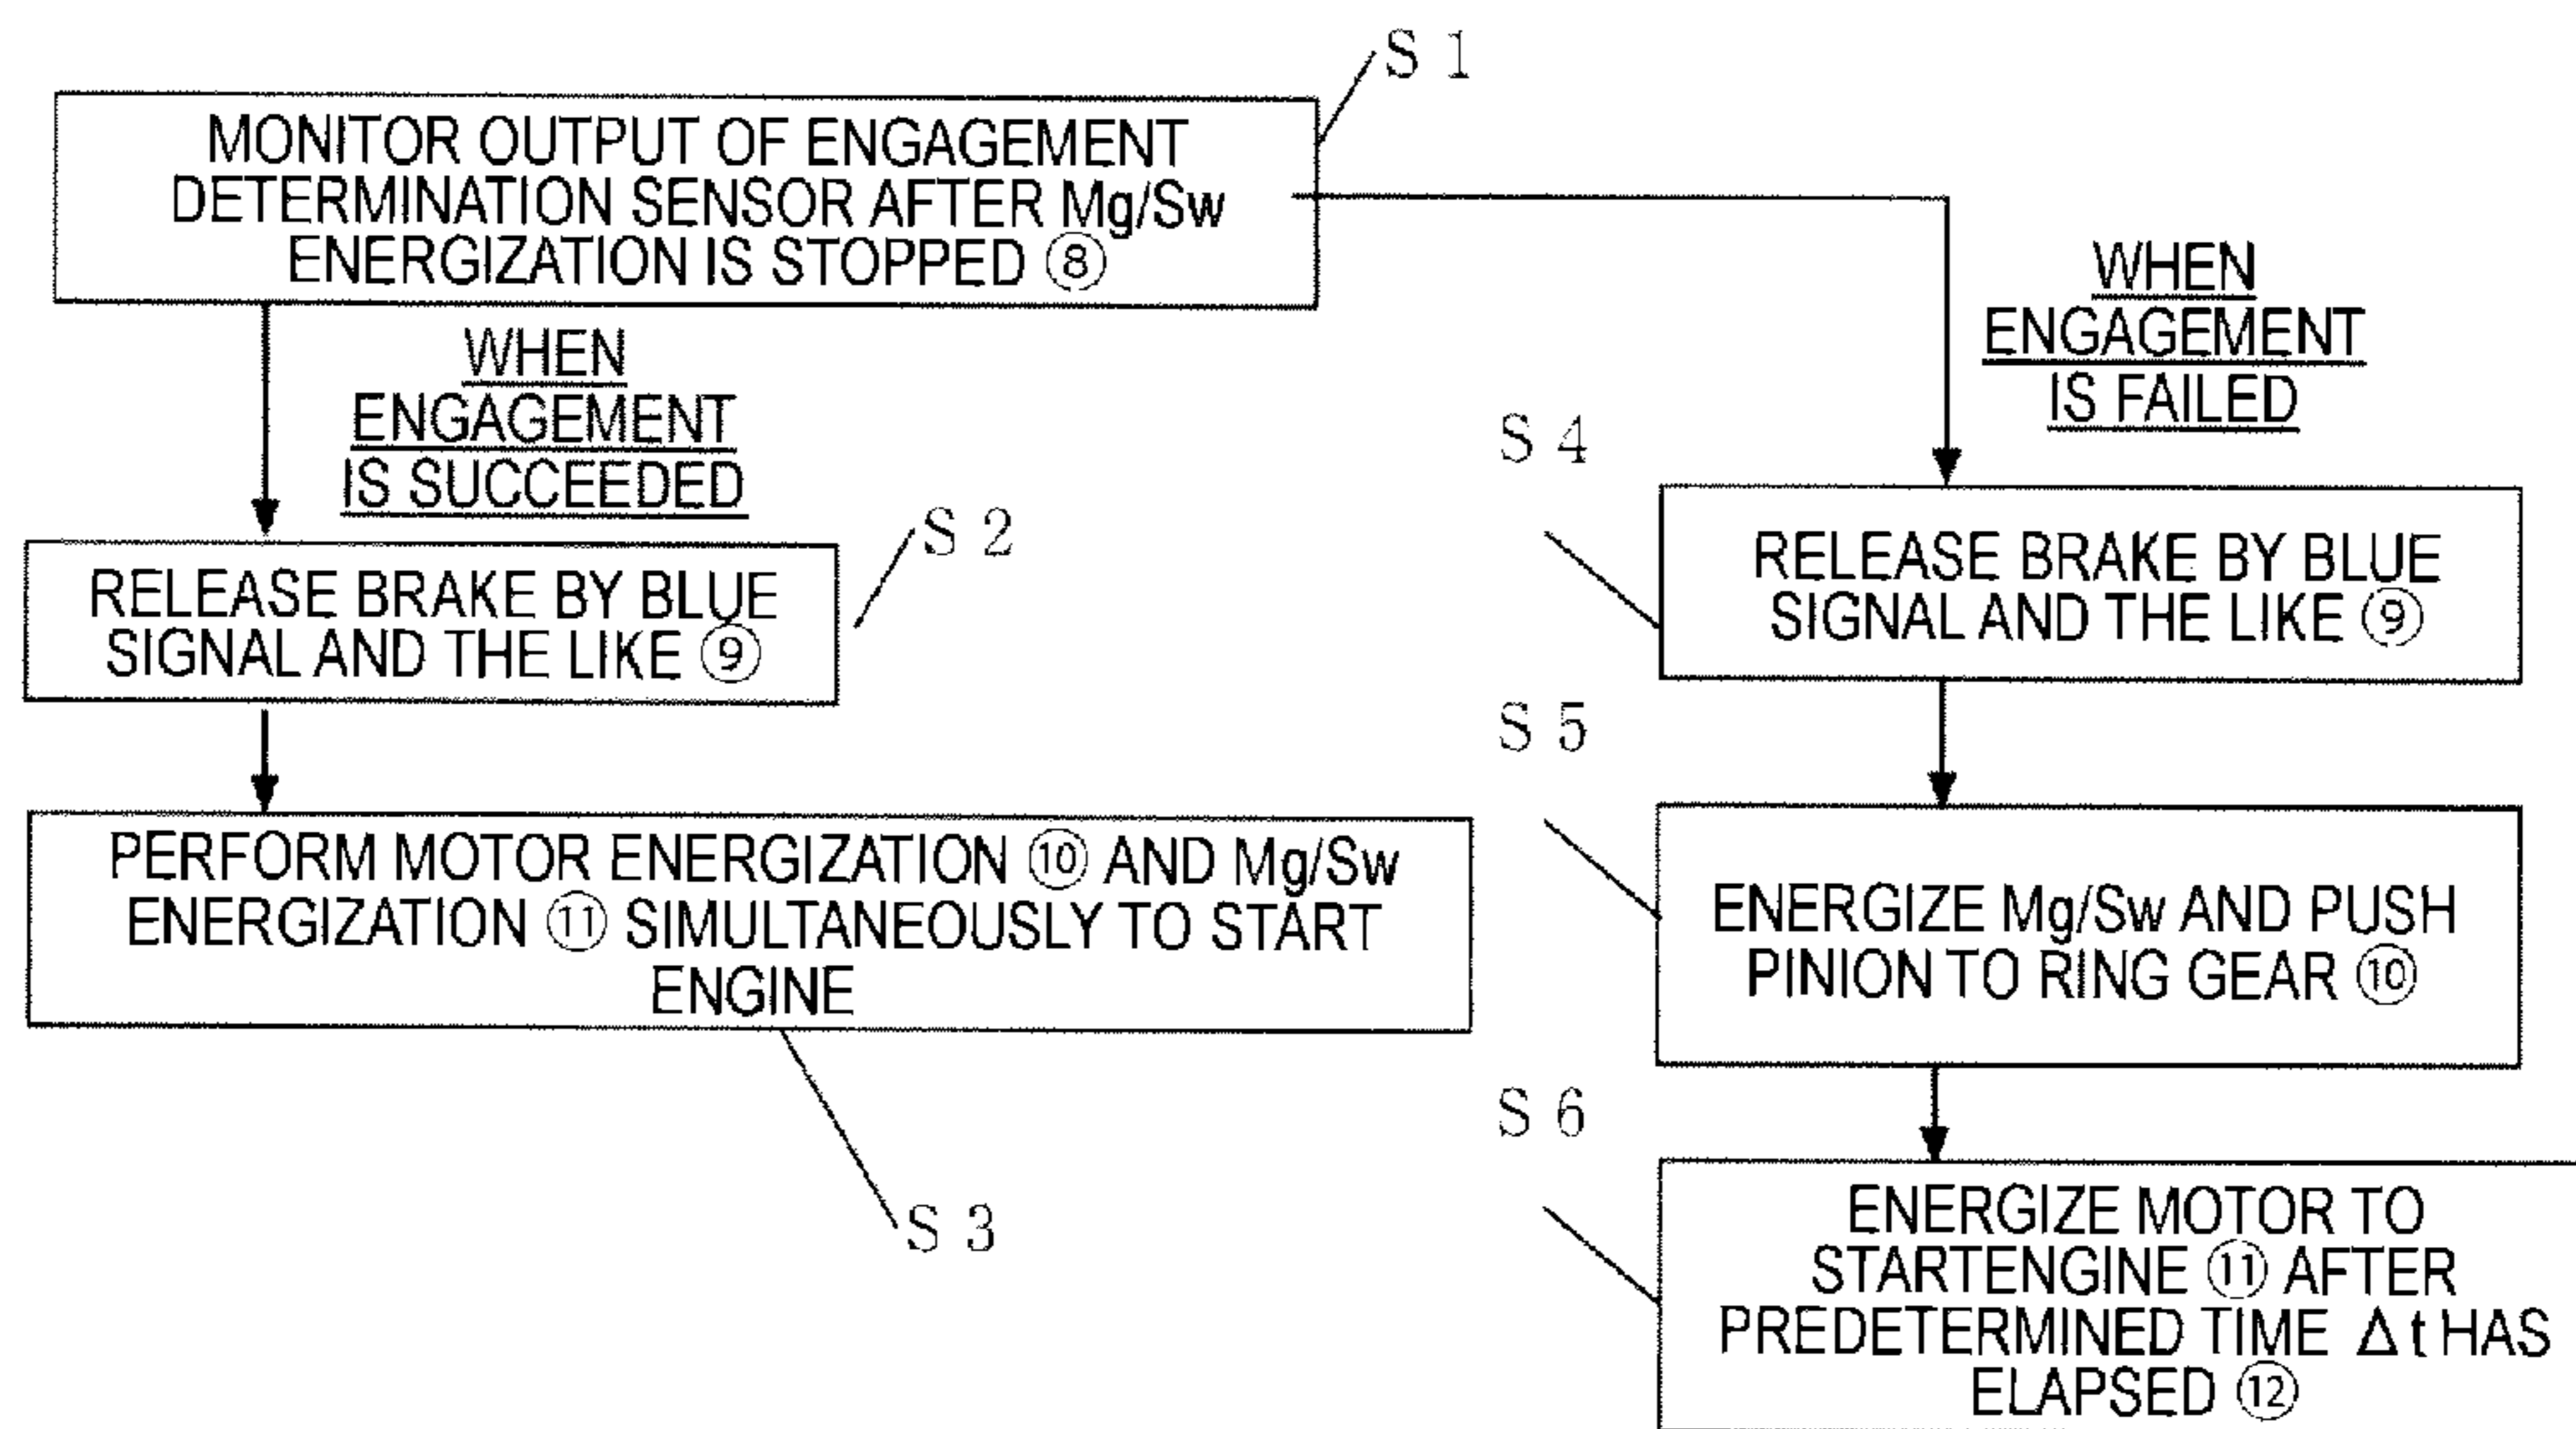 S 1
MONITOR OUTPUT OF ENGAGEMENT
DETERMINATION SENSOR AFTER Mg/Sw
ENERGIZATION IS STOPPED ⑧
WHEN
ENGAGEMENT
IS SUCCEEDED
S 2
RELEASE BRAKE BY BLUE
SIGNAL AND THE LIKE ⑨
PERFORM MOTOR ENERGIZATION ⑩ AND Mg/Sw
ENERGIZATION ⑪ SIMULTANEOUSLY TO START
ENGINE
S 3
WHEN
ENGAGEMENT
IS FAILED
S 4
RELEASE BRAKE BY BLUE
SIGNAL AND THE LIKE ⑨
S 5
ENERGIZE Mg/Sw AND PUSH
PINION TO RING GEAR ⑩
S 6
ENERGIZE MOTOR TO
STARTENGINE ⑪ AFTER
PREDETERMINED TIME Δt HAS
ELAPSED ⑫